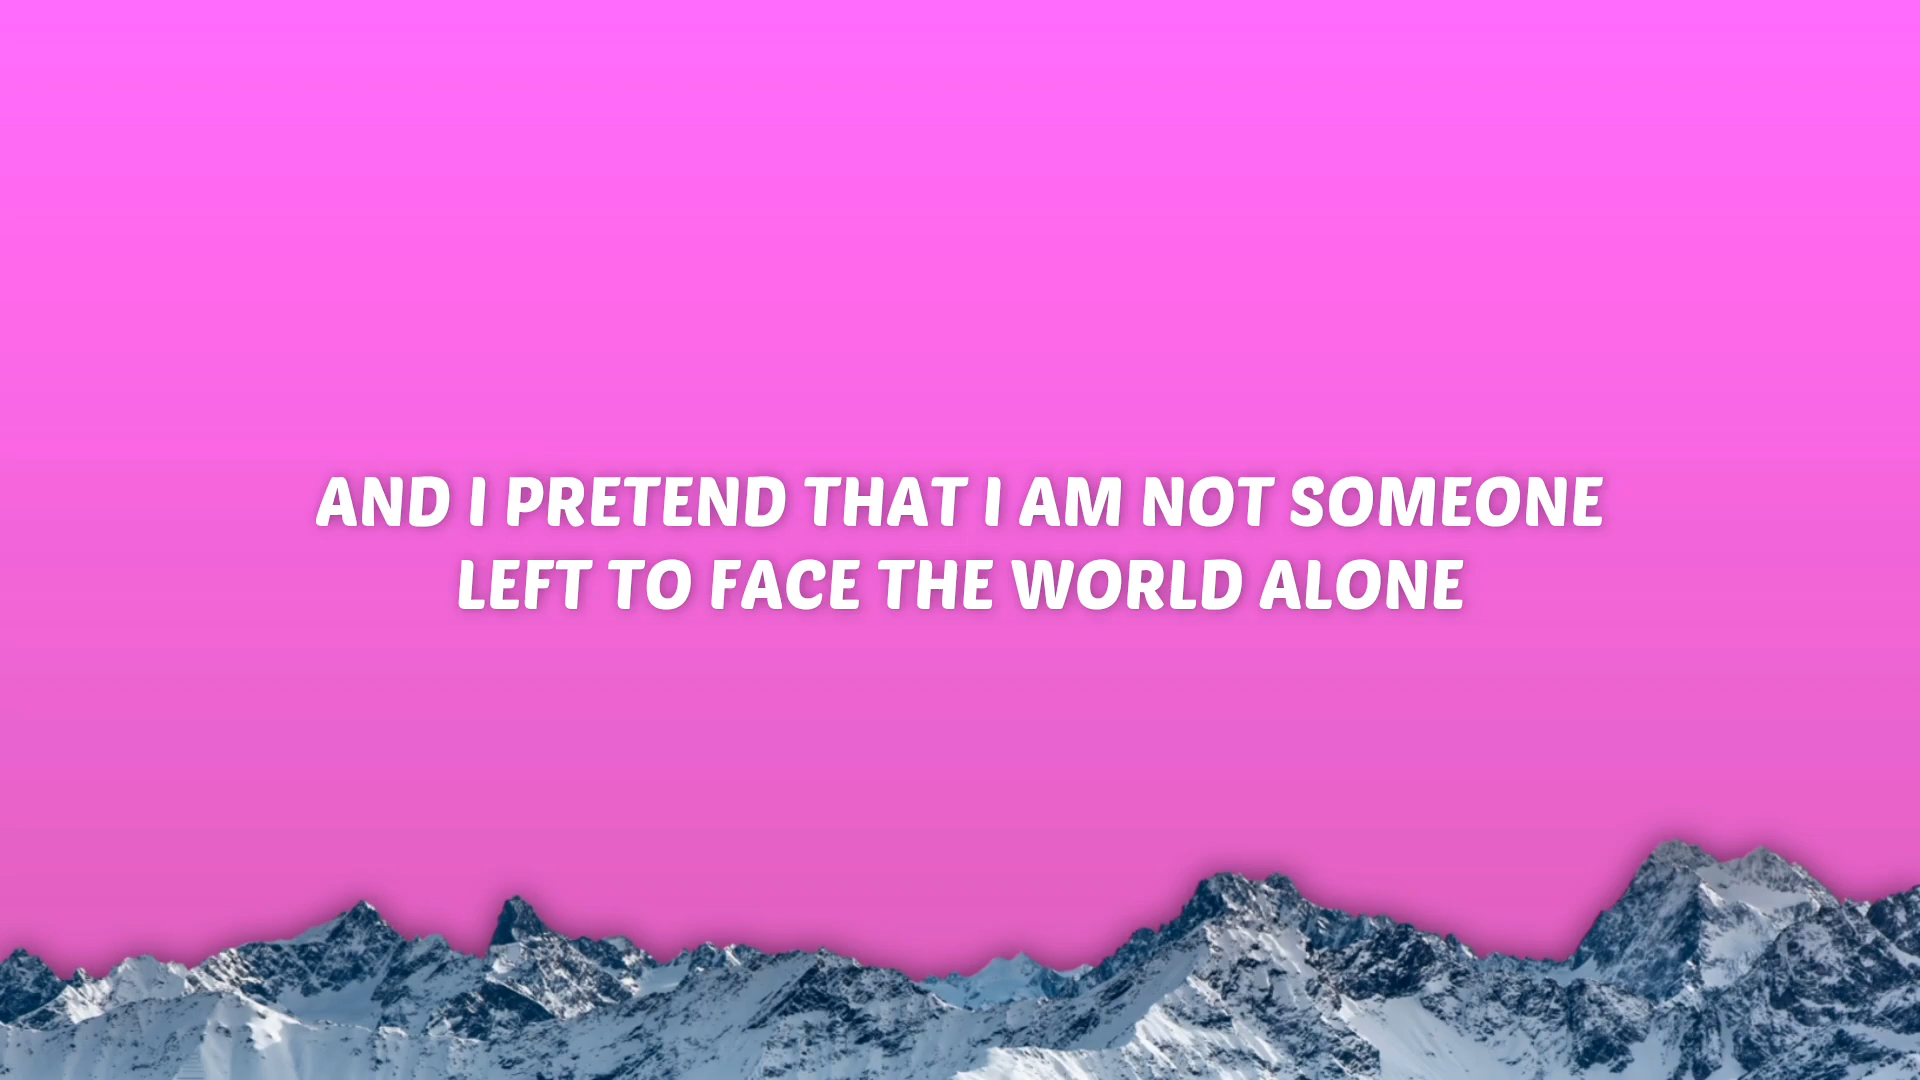 AND I PRETEND THAT I AM NOT SOMEONE
LEFT TO FACE THE WORLD ALONE